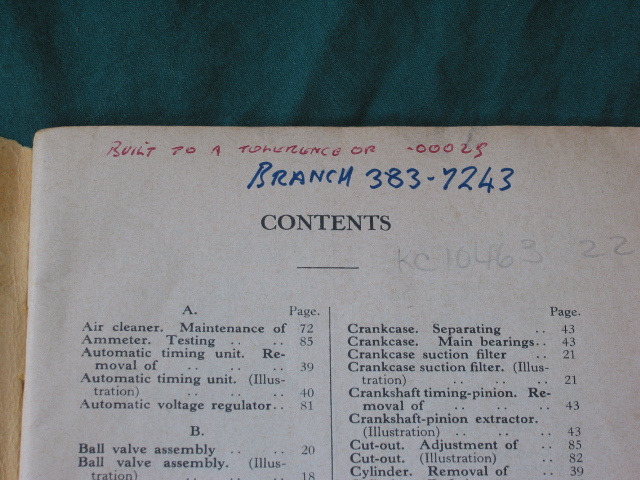 BUILT TO A TOLERENCE OR .00025
BRANCH 383-7243
CONTENTS
KC10463 22
A. Page.
Air cleaner. Maintenance of 72
Ammeter. Testing .. .. 85
Automatic timing unit. Re-
moval of .. .. .. 39
Automatic timing unit. (Illus-
tration) .. .. .. 40
Automatic voltage regulator.. 81
B.
Ball valve assembly .. .. 20
Ball valve assembly. (Illus-
tration) .. .. .. 18
Page.
Crankcase. Separating .. 43
Crankcase. Main bearings.. 43
Crankcase suction filter .. 21
Crankcase suction filter. (Illus-
tration) .. .. .. 21
Crankshaft timing-pinion. Re-
moval of .. .. .. 43
Crankshaft-pinion extractor.
(Illustration) .. .. .. 43
Cut-out. Adjustment of .. 85
Cut-out. (Illustration) .. 82
Cylinder. Removal of .. 39